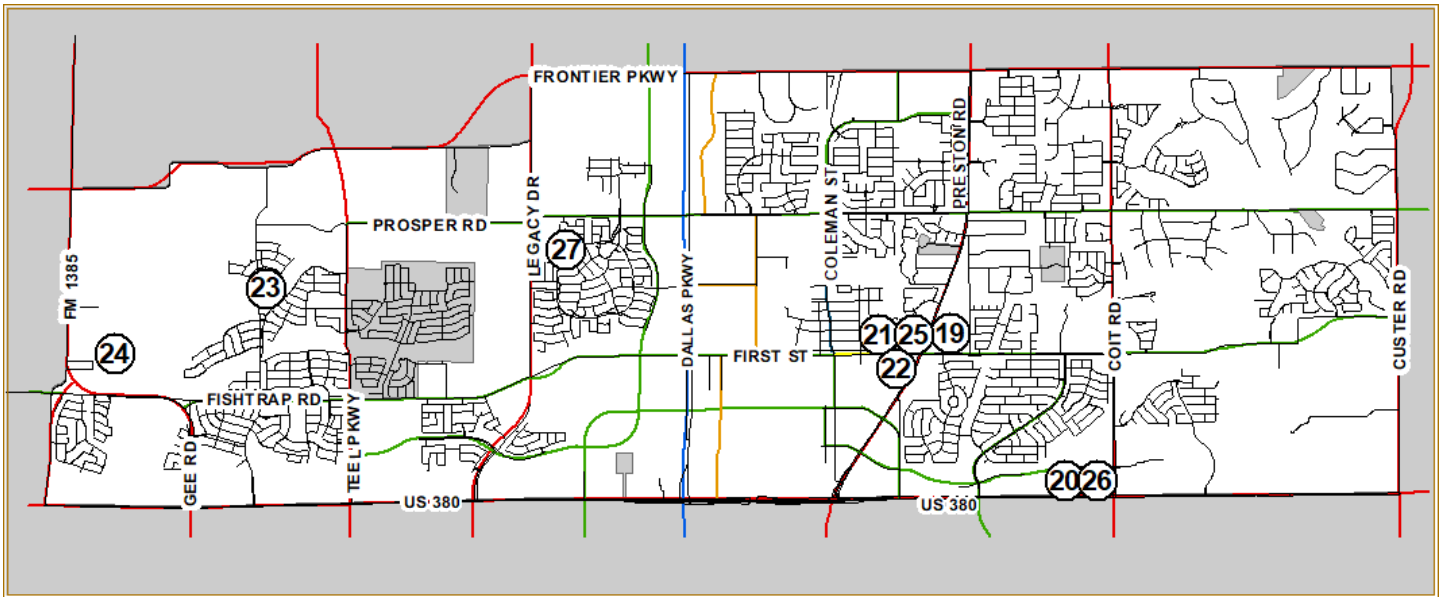 FRONTIER PKWY
PRESTON RD
COLEMAN ST
LEGACY DR
PROSPER RD
27
FM 1385
23
DALLAS PKWY
COIT RD
CUSTER RD
21
25
19
24
FIRST ST
22
FISHTRAP RD
TEEL PKWY
GEE RD
20
26
US 380
US 380